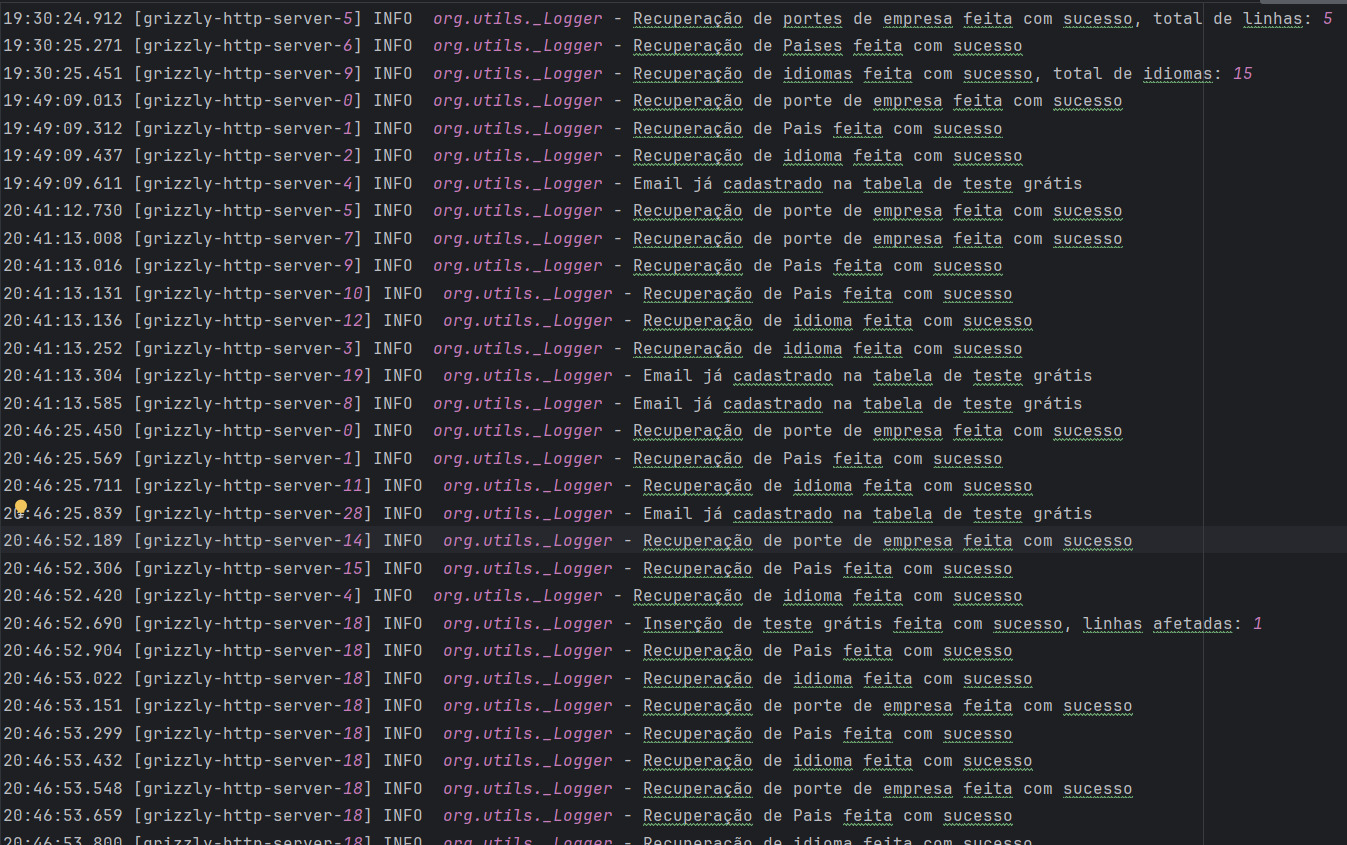 19:30:24.912 [grizzly-http-server-5] INFO  org.utils._Logger - Recuperação de portes de empresa feita com sucesso, total de linhas: 5
19:30:25.271 [grizzly-http-server-6] INFO  org.utils._Logger - Recuperação de Paises feita com sucesso
19:30:25.451 [grizzly-http-server-9] INFO  org.utils._Logger - Recuperação de idiomas feita com sucesso, total de idiomas: 15
19:49:09.013 [grizzly-http-server-0] INFO  org.utils._Logger - Recuperação de porte de empresa feita com sucesso
19:49:09.312 [grizzly-http-server-1] INFO  org.utils._Logger - Recuperação de Pais feita com sucesso
19:49:09.437 [grizzly-http-server-2] INFO  org.utils._Logger - Recuperação de idioma feita com sucesso
19:49:09.611 [grizzly-http-server-4] INFO  org.utils._Logger - Email já cadastrado na tabela de teste grátis
20:41:12.730 [grizzly-http-server-5] INFO  org.utils._Logger - Recuperação de porte de empresa feita com sucesso
20:41:13.008 [grizzly-http-server-7] INFO  org.utils._Logger - Recuperação de porte de empresa feita com sucesso
20:41:13.016 [grizzly-http-server-9] INFO  org.utils._Logger - Recuperação de Pais feita com sucesso
20:41:13.131 [grizzly-http-server-10] INFO  org.utils._Logger - Recuperação de Pais feita com sucesso
20:41:13.136 [grizzly-http-server-12] INFO  org.utils._Logger - Recuperação de idioma feita com sucesso
20:41:13.252 [grizzly-http-server-3] INFO  org.utils._Logger - Recuperação de idioma feita com sucesso
20:41:13.304 [grizzly-http-server-19] INFO  org.utils._Logger - Email já cadastrado na tabela de teste grátis
20:41:13.585 [grizzly-http-server-8] INFO  org.utils._Logger - Email já cadastrado na tabela de teste grátis
20:46:25.450 [grizzly-http-server-0] INFO  org.utils._Logger - Recuperação de porte de empresa feita com sucesso
20:46:25.569 [grizzly-http-server-1] INFO  org.utils._Logger - Recuperação de Pais feita com sucesso
20:46:25.711 [grizzly-http-server-11] INFO  org.utils._Logger - Recuperação de idioma feita com sucesso
20:46:25.839 [grizzly-http-server-28] INFO  org.utils._Logger - Email já cadastrado na tabela de teste grátis
20:46:52.189 [grizzly-http-server-14] INFO  org.utils._Logger - Recuperação de porte de empresa feita com sucesso
20:46:52.306 [grizzly-http-server-15] INFO  org.utils._Logger - Recuperação de Pais feita com sucesso
20:46:52.420 [grizzly-http-server-4] INFO  org.utils._Logger - Recuperação de idioma feita com sucesso
20:46:52.690 [grizzly-http-server-18] INFO  org.utils._Logger - Inserção de teste grátis feita com sucesso, linhas afetadas: 1
20:46:52.904 [grizzly-http-server-18] INFO  org.utils._Logger - Recuperação de Pais feita com sucesso
20:46:53.022 [grizzly-http-server-18] INFO  org.utils._Logger - Recuperação de idioma feita com sucesso
20:46:53.151 [grizzly-http-server-18] INFO  org.utils._Logger - Recuperação de porte de empresa feita com sucesso
20:46:53.299 [grizzly-http-server-18] INFO  org.utils._Logger - Recuperação de Pais feita com sucesso
20:46:53.432 [grizzly-http-server-18] INFO  org.utils._Logger - Recuperação de idioma feita com sucesso
20:46:53.548 [grizzly-http-server-18] INFO  org.utils._Logger - Recuperação de porte de empresa feita com sucesso
20:46:53.659 [grizzly-http-server-18] INFO  org.utils._Logger - Recuperação de Pais feita com sucesso
20:46:53.800 [grizzly-http-server-18] INFO  org.utils._Logger - Recuperação de idioma feita com sucesso